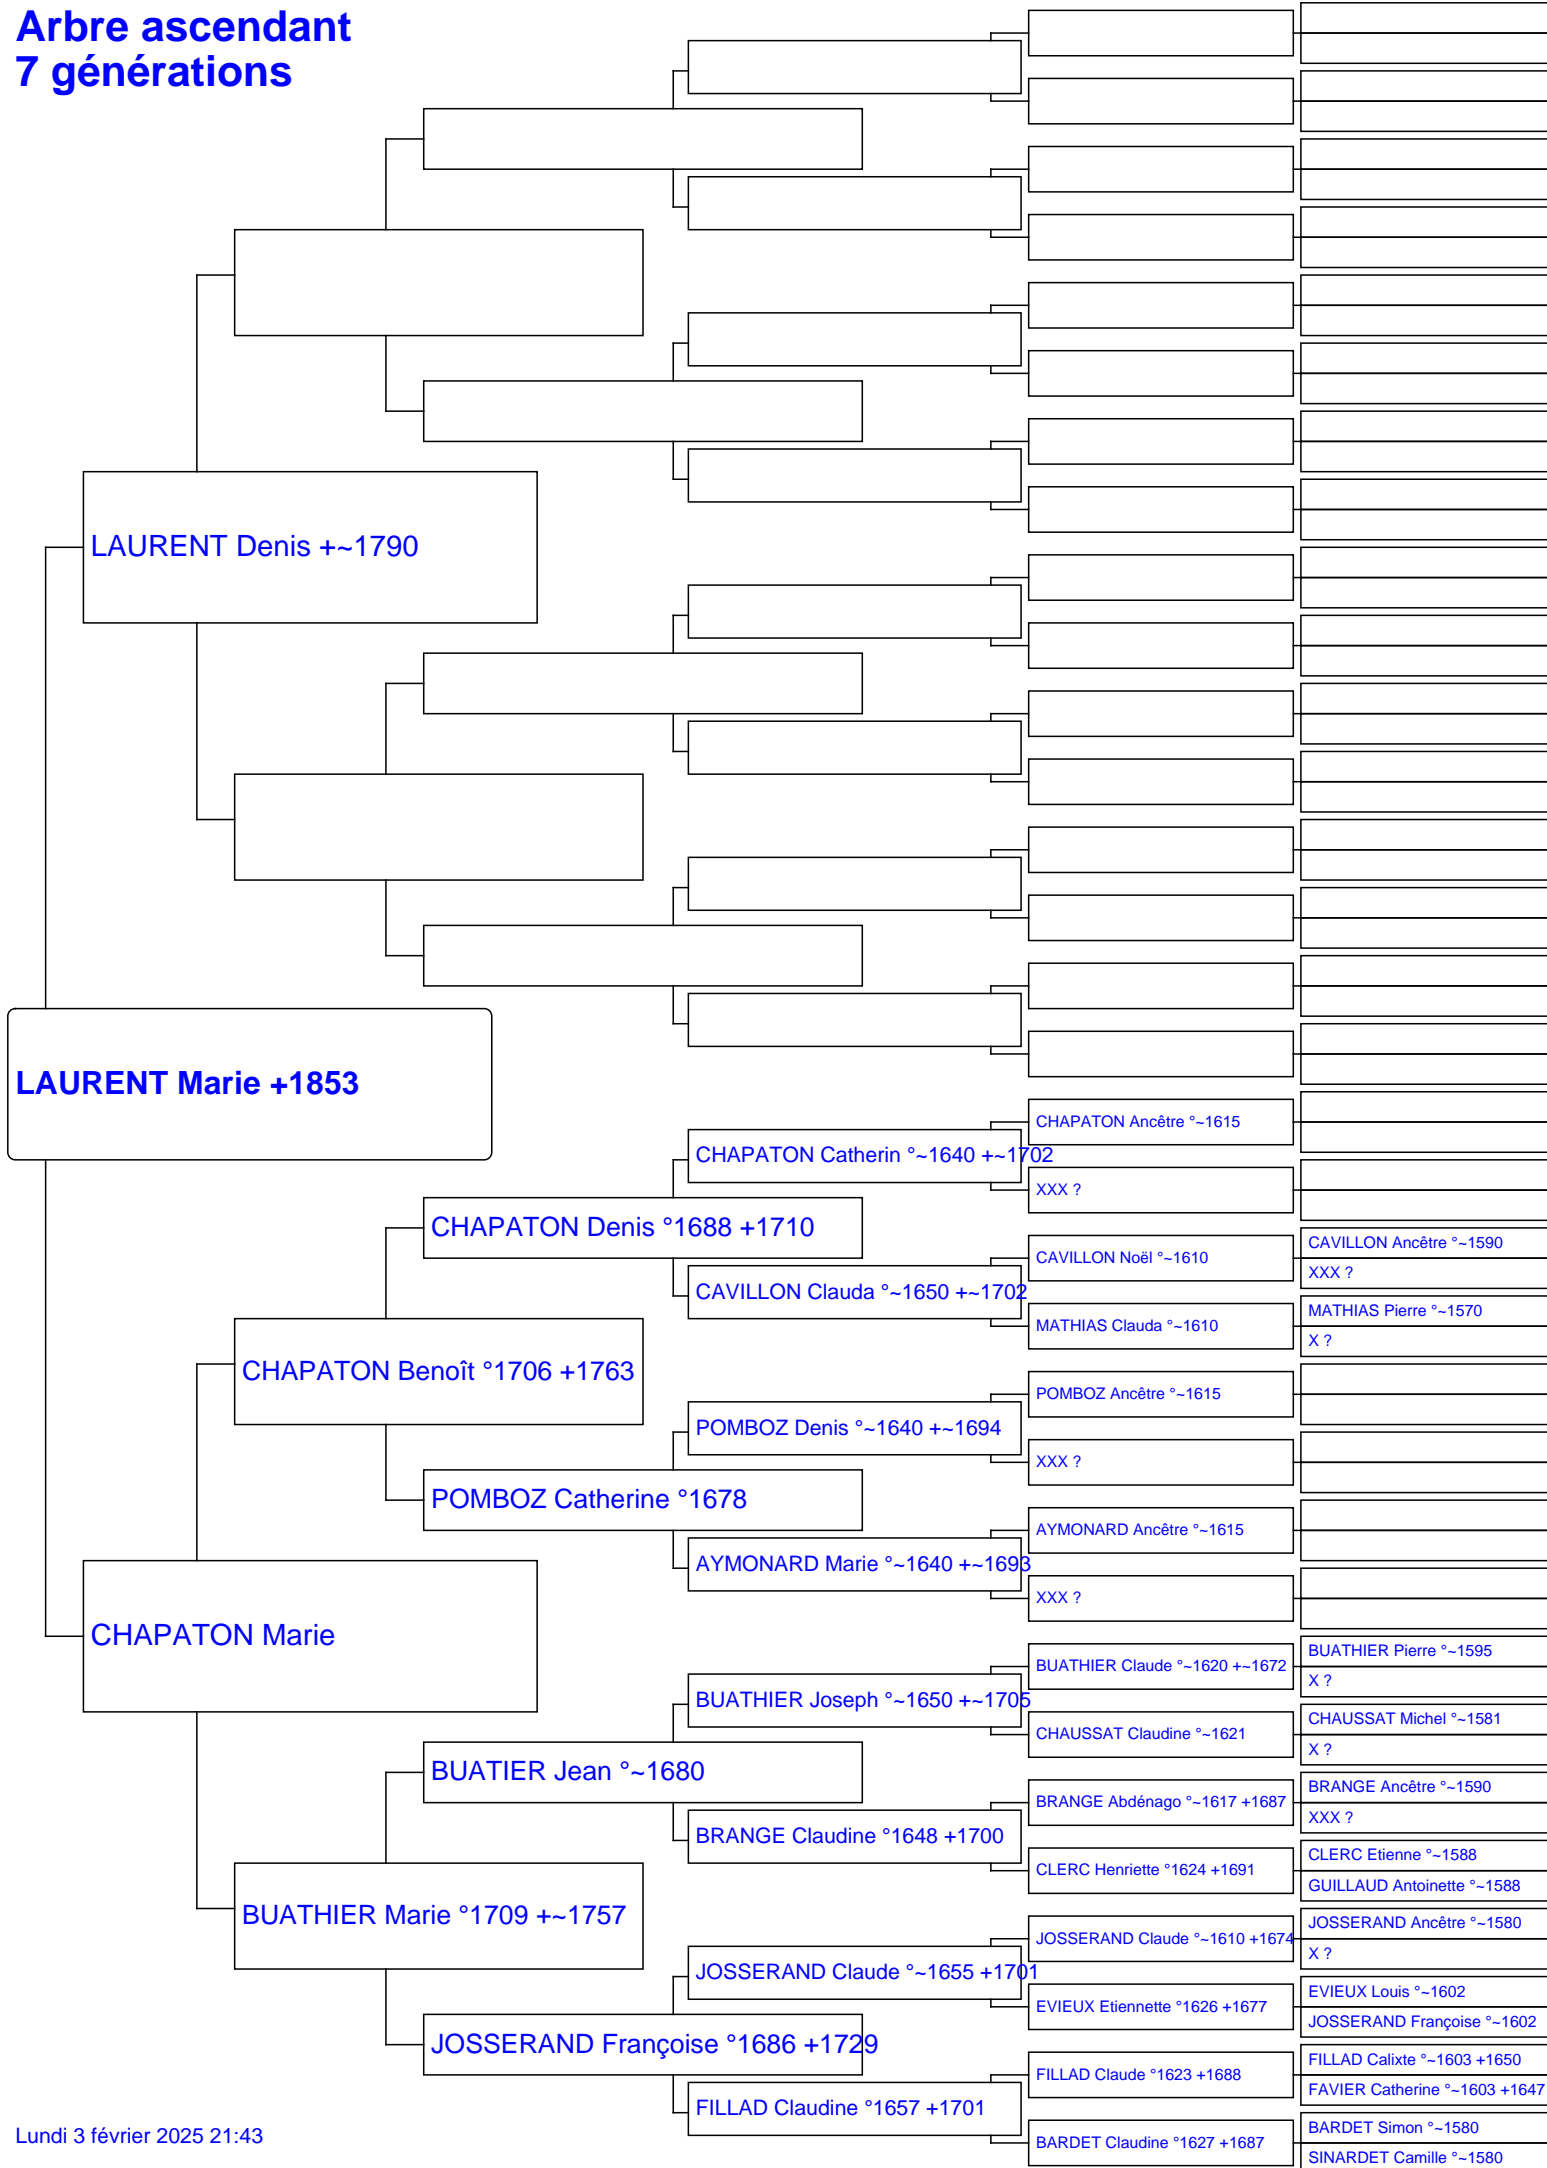 Arbre ascendant
7 générations
LAURENT Denis +~1790
LAURENT Marie +1853
CHAPATON Ancêtre °~1615
CHAPATON Catherin °~1640 +~1702
XXX ?
CHAPATON Denis °1688 +1710
CAVILLON Ancêtre °~1590
CAVILLON Noël °~1610
XXX ?
CAVILLON Clauda °~1650 +~1702
MATHIAS Pierre °~1570
MATHIAS Clauda °~1610
X ?
CHAPATON Benoît °1706 +1763
POMBOZ Ancêtre °~1615
POMBOZ Denis °~1640 +~1694
XXX ?
POMBOZ Catherine °1678
AYMONARD Ancêtre °~1615
AYMONARD Marie °~1640 +~1693
XXX ?
CHAPATON Marie
BUATHIER Pierre °~1595
BUATHIER Claude °~1620 +~1672
X ?
BUATHIER Joseph °~1650 +~1705
CHAUSSAT Michel °~1581
CHAUSSAT Claudine °~1621
X ?
BUATIER Jean °~1680
BRANGE Ancêtre °~1590
BRANGE Abdénago °~1617 +1687
XXX ?
BRANGE Claudine °1648 +1700
CLERC Etienne °~1588
CLERC Henriette °1624 +1691
GUILLAUD Antoinette °~1588
BUATHIER Marie °1709 +~1757
JOSSERAND Ancêtre °~1580
JOSSERAND Claude °~1610 +1674
X ?
JOSSERAND Claude °~1655 +1701
EVIEUX Louis °~1602
EVIEUX Etiennette °1626 +1677
JOSSERAND Françoise °~1602
JOSSERAND Françoise °1686 +1729
FILLAD Calixte °~1603 +1650
FILLAD Claude °1623 +1688
FAVIER Catherine °~1603 +1647
FILLAD Claudine °1657 +1701
BARDET Simon °~1580
BARDET Claudine °1627 +1687
SINARDET Camille °~1580
Lundi 3 février 2025 21:43